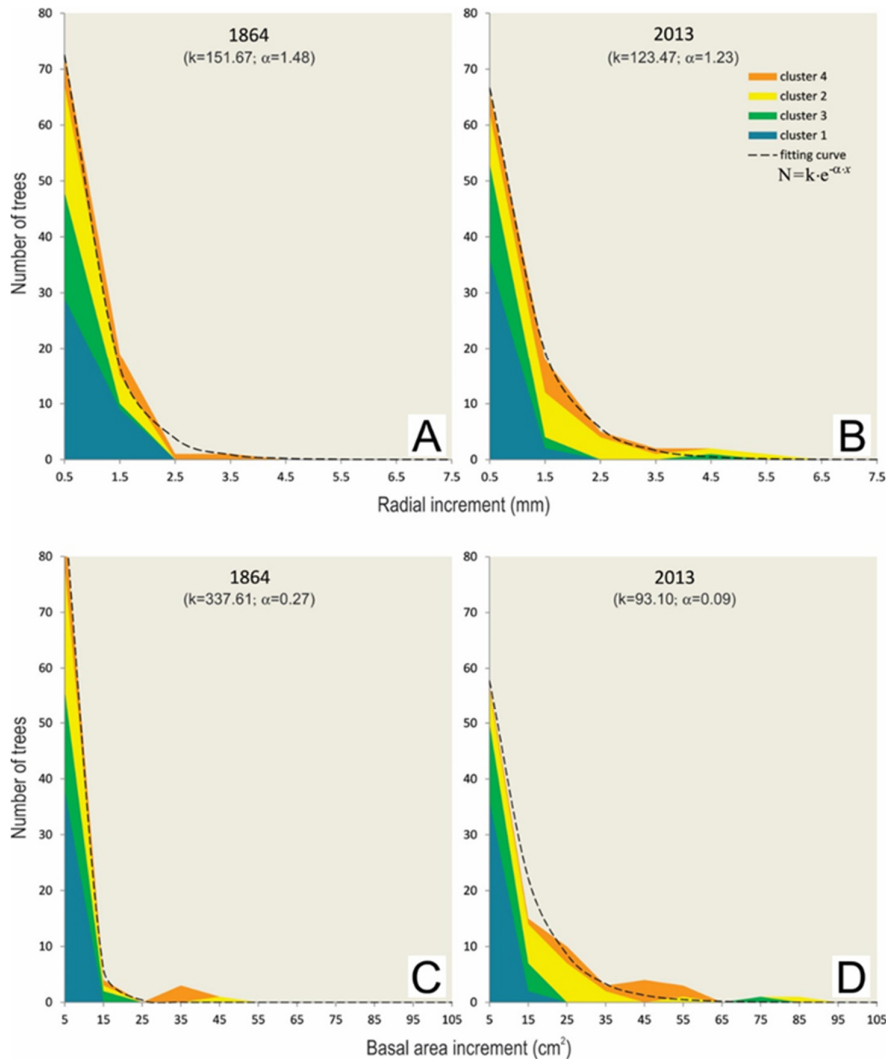 1864
(k=151.67; α=1.48)
80
70
60
50
40
30
20
10
0
Number of trees
0.5 1.5 2.5 3.5 4.5 5.5 6.5 7.5
A
2013
(k=123.47; α=1.23)
cluster 4
cluster 2
cluster 3
cluster 1
fitting curve
N=k·e-α·x
80
70
60
50
40
30
20
10
0
0.5 1.5 2.5 3.5 4.5 5.5 6.5 7.5
B
Radial increment (mm)
1864
(k=337.61; α=0.27)
80
70
60
50
40
30
20
10
0
Number of trees
5 15 25 35 45 55 65 75 85 95 105
C
2013
(k=93.10; α=0.09)
80
70
60
50
40
30
20
10
0
5 15 25 35 45 55 65 75 85 95 105
D
Basal area increment (cm²)